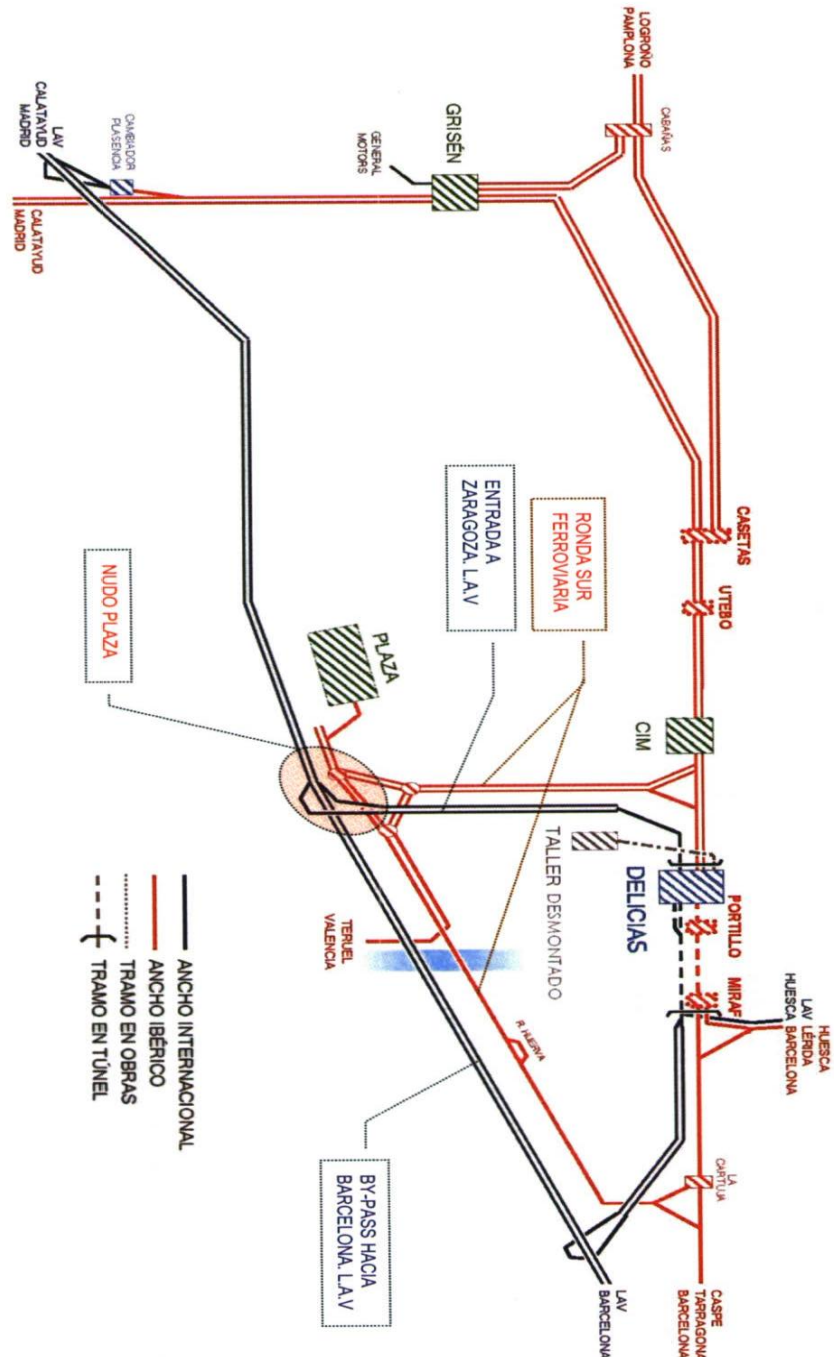 LOGROÑO
PAMPLONA
CABAÑAS
GRISÉN
GENERAL
MOTORS
CAMBIADOR
PLASENCIA
LAV
CALATAYUD
MADRID
CALATAYUD
MADRID
CASETAS
UTEBO
CIM
RONDA SUR
FERROVIARIA
ENTRADA A
ZARAGOZA. L.A.V
PLAZA
NUDO PLAZA
TALLER DESMONTADO
DELICIAS
PORTILLO
MIRAF
HUESCA
LAV LÉRIDA
HUESCA BARCELONA
TERUEL
VALENCIA
R. HUERVA
LA
CARTUJA
BY-PASS HACIA
BARCELONA. L.A.V
LAV
BARCELONA
CASPE
TARRAGONA
BARCELONA
ANCHO INTERNACIONAL
ANCHO IBÉRICO
TRAMO EN OBRAS
TRAMO EN TÚNEL